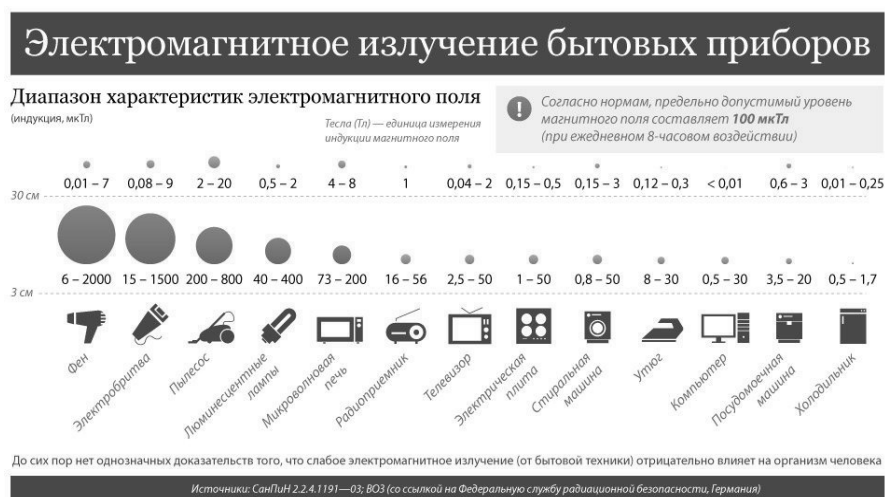 Электромагнитное излучение бытовых приборов
Диапазон характеристик электромагнитного поля
(индукция, мкТл)
Тесла (Тл) — единица измерения
индукции магнитного поля
Согласно нормам, предельно допустимый уровень
магнитного поля составляет 100 мкТл
(при ежедневном 8-часовом воздействии)
0,01 – 7 0,08 – 9 2 – 20 0,5 – 2 4 – 8 1 0,04 – 2 0,15 – 0,5 0,15 – 3 0,12 – 0,3 < 0,01 0,6 – 3 0,01 – 0,25
30 см
6 – 2000 15 – 1500 200 – 800 40 – 400 73 – 200 16 – 56 2,5 – 50 1 – 50 0,8 – 50 8 – 30 0,5 – 30 3,5 – 20 0,5 – 1,7
3 см
Фен
Электробритва
Пылесос
Люминесцентные
лампы
Микроволновая
печь
Радиоприемник
Телевизор
Электрическая
плита
Стиральная
машина
Утюг
Компьютер
Посудомоечная
машина
Холодильник
До сих пор нет однозначных доказательств того, что слабое электромагнитное излучение (от бытовой техники) отрицательно влияет на организм человека
Источники: СанПиН 2.2.4.1191—03; ВОЗ (со ссылкой на Федеральную службу радиационной безопасности, Германия)